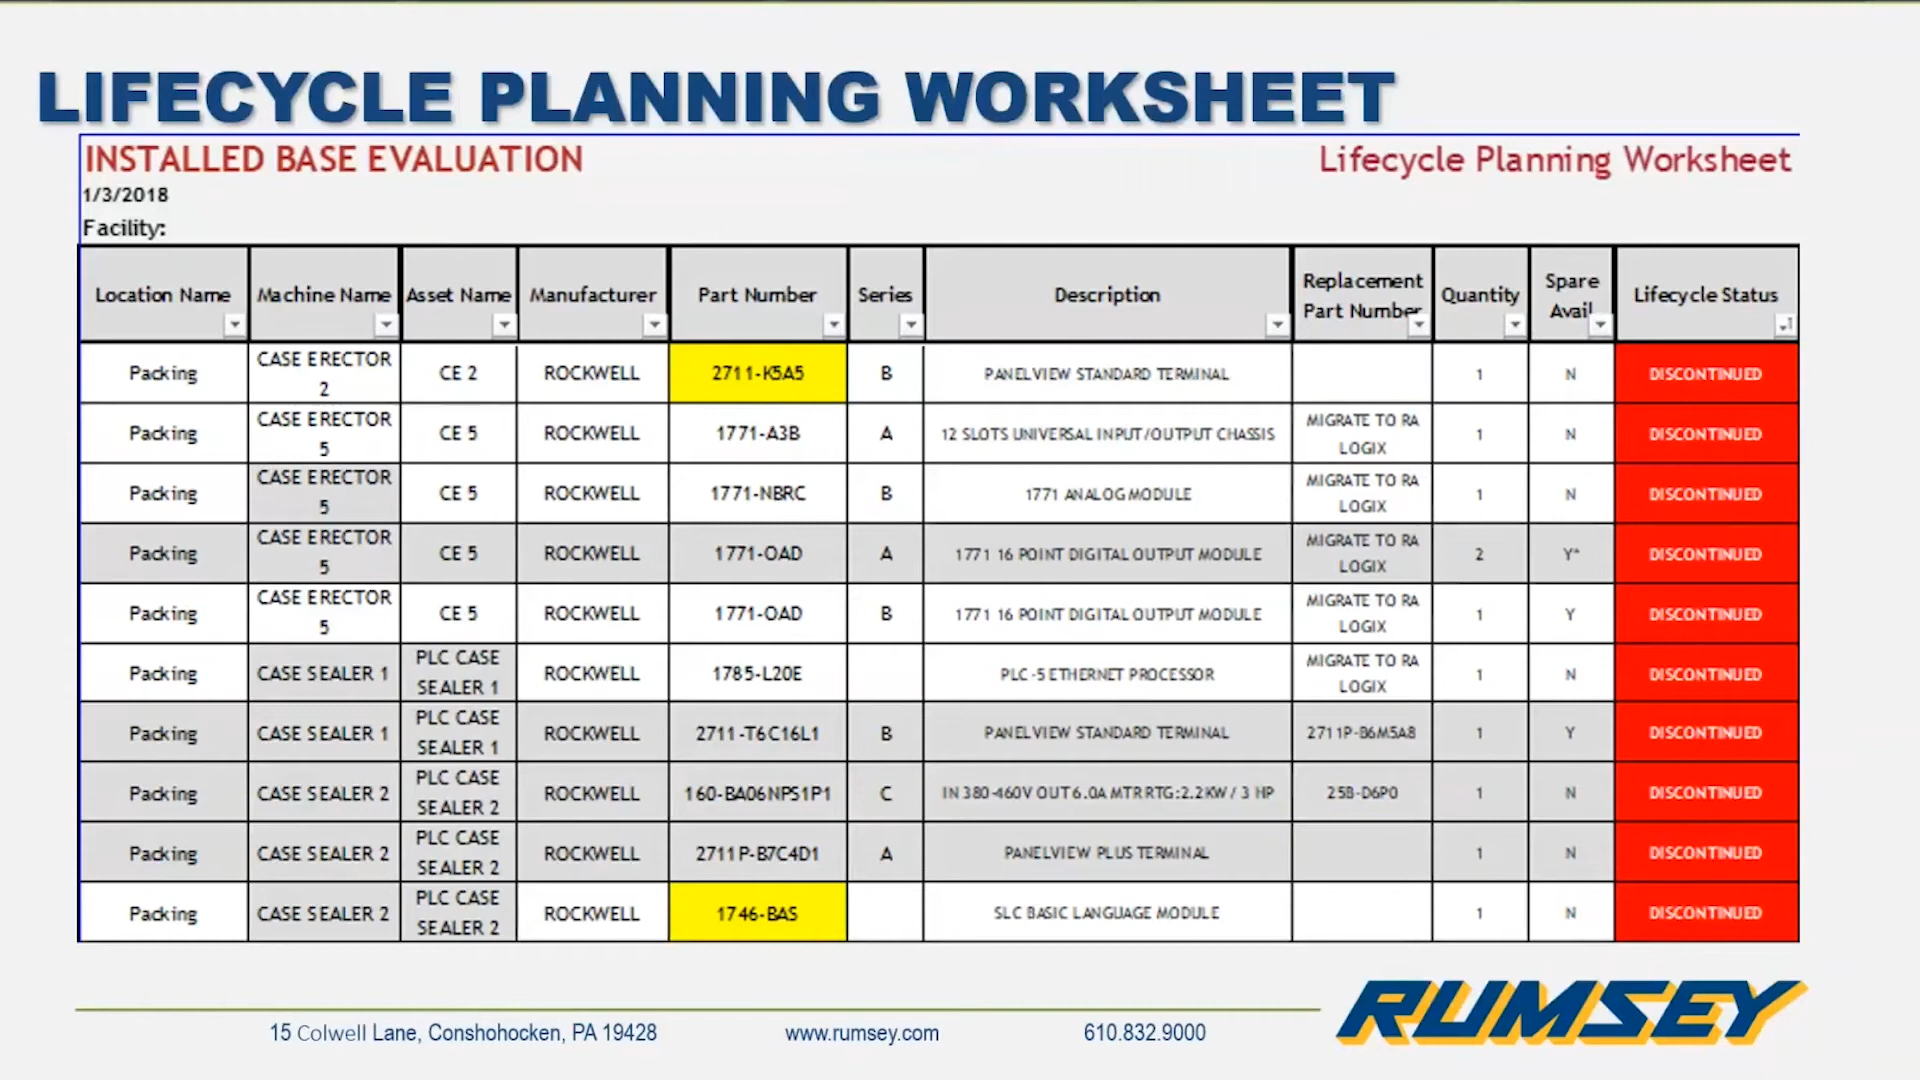 LIFECYCLE PLANNING WORKSHEET
INSTALLED BASE EVALUATION Lifecycle Planning Worksheet
1/3/2018
Facility:
Location Name Machine Name Asset Name Manufacturer Part Number Series Description Replacement Part Number Quantity Spare Avail Lifecycle Status
Packing CASE ERECTOR 2 CE 2 ROCKWELL 2711-K5A5 B PANELVIEW STANDARD TERMINAL 1 N DISCONTINUED
Packing CASE ERECTOR 5 CE 5 ROCKWELL 1771-A3B A 12 SLOTS UNIVERSAL INPUT/OUTPUT CHASSIS MIGRATE TO RA LOGIX 1 N DISCONTINUED
Packing CASE ERECTOR 5 CE 5 ROCKWELL 1771-NBRC B 1771 ANALOG MODULE MIGRATE TO RA LOGIX 1 N DISCONTINUED
Packing CASE ERECTOR 5 CE 5 ROCKWELL 1771-OAD A 1771 16 POINT DIGITAL OUTPUT MODULE MIGRATE TO RA LOGIX 2 Y* DISCONTINUED
Packing CASE ERECTOR 5 CE 5 ROCKWELL 1771-OAD B 1771 16 POINT DIGITAL OUTPUT MODULE MIGRATE TO RA LOGIX 1 Y DISCONTINUED
Packing CASE SEALER 1 PLC CASE SEALER 1 ROCKWELL 1785-L20E PLC-5 ETHERNET PROCESSOR MIGRATE TO RA LOGIX 1 N DISCONTINUED
Packing CASE SEALER 1 PLC CASE SEALER 1 ROCKWELL 2711-T6C16L1 B PANELVIEW STANDARD TERMINAL 2711P-B6M5A8 1 Y DISCONTINUED
Packing CASE SEALER 2 PLC CASE SEALER 2 ROCKWELL 160-BA06NPS1P1 C IN 380-460V OUT 6.0A MTR RTG:2.2KW / 3 HP 25B-D6P0 1 N DISCONTINUED
Packing CASE SEALER 2 PLC CASE SEALER 2 ROCKWELL 2711P-B7C4D1 A PANELVIEW PLUS TERMINAL 1 N DISCONTINUED
Packing CASE SEALER 2 PLC CASE SEALER 2 ROCKWELL 1746-BAS SLC BASIC LANGUAGE MODULE 1 N DISCONTINUED
15 Colwell Lane, Conshohocken, PA 19428 www.rumsey.com 610.832.9000
RUMSEY